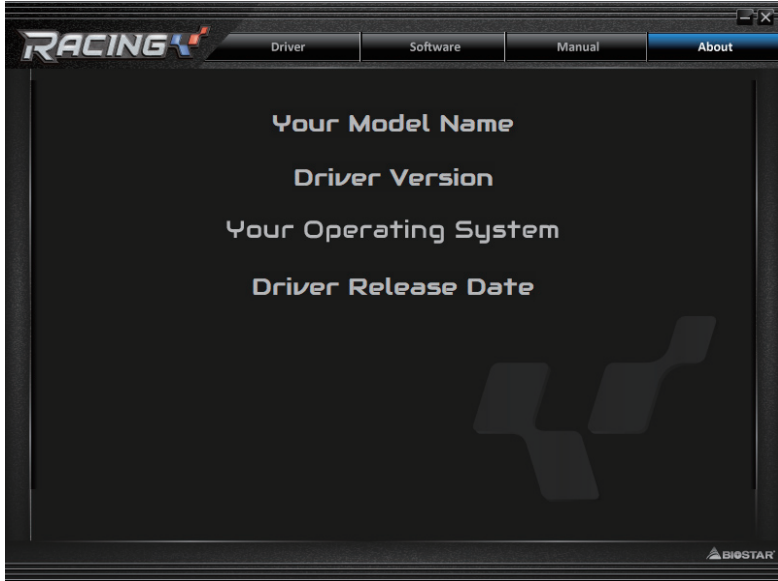 RACING
Driver
Software
Manual
About
Your Model Name
Driver Version
Your Operating System
Driver Release Date
BIOSTAR